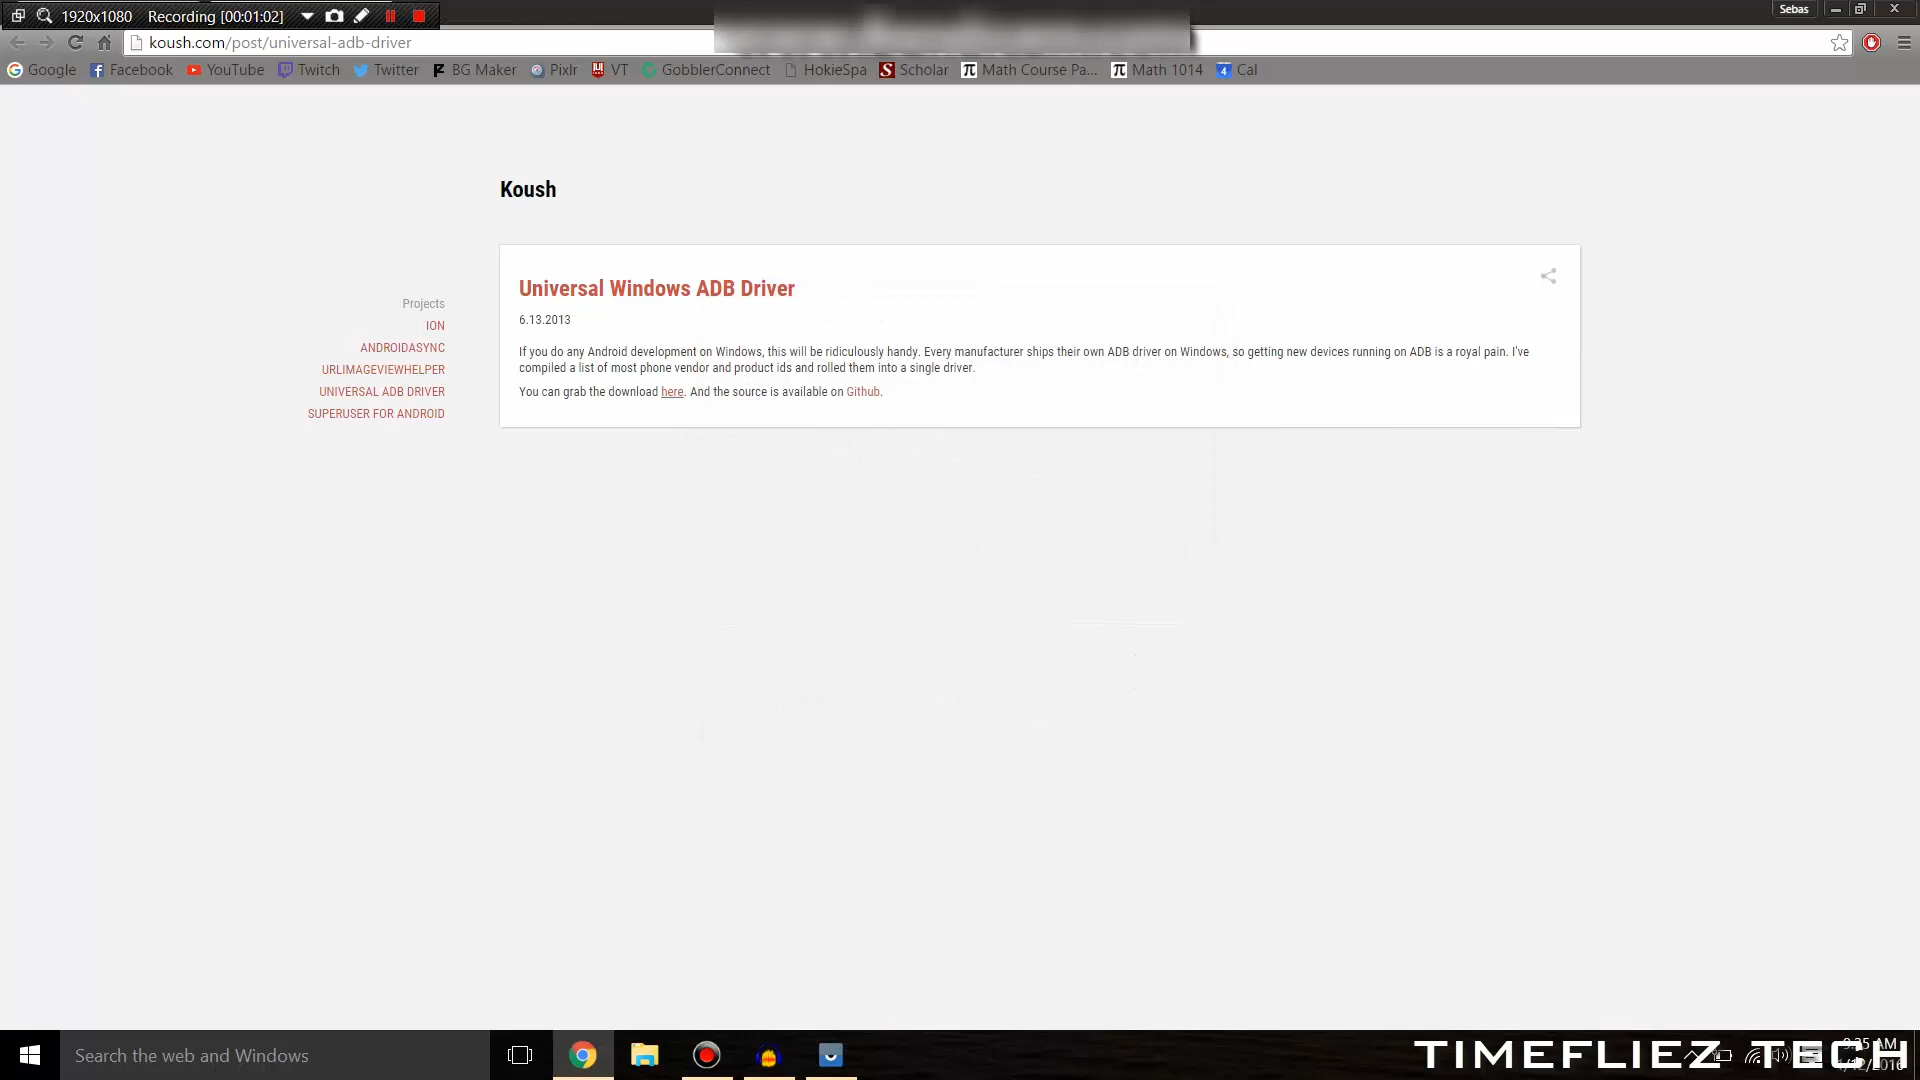 1920x1080 Recording [00:01:02]
Sebas
koush.com/post/universal-adb-driver
Google Facebook YouTube Twitch Twitter BG Maker Pixlr VT GobblerConnect HokieSpa Scholar Math Course Pa... Math 1014 4 Cal
Koush
Universal Windows ADB Driver
6.13.2013
If you do any Android development on Windows, this will be ridiculously handy. Every manufacturer ships their own ADB driver on Windows, so getting new devices running on ADB is a royal pain. I've
compiled a list of most phone vendor and product ids and rolled them into a single driver.
You can grab the download here. And the source is available on Github.
Projects
ION
ANDROIDASYNC
URLIMAGEVIEWHELPER
UNIVERSAL ADB DRIVER
SUPERUSER FOR ANDROID
Search the web and Windows
TIMEFLIEZ TECH
9:35 AM